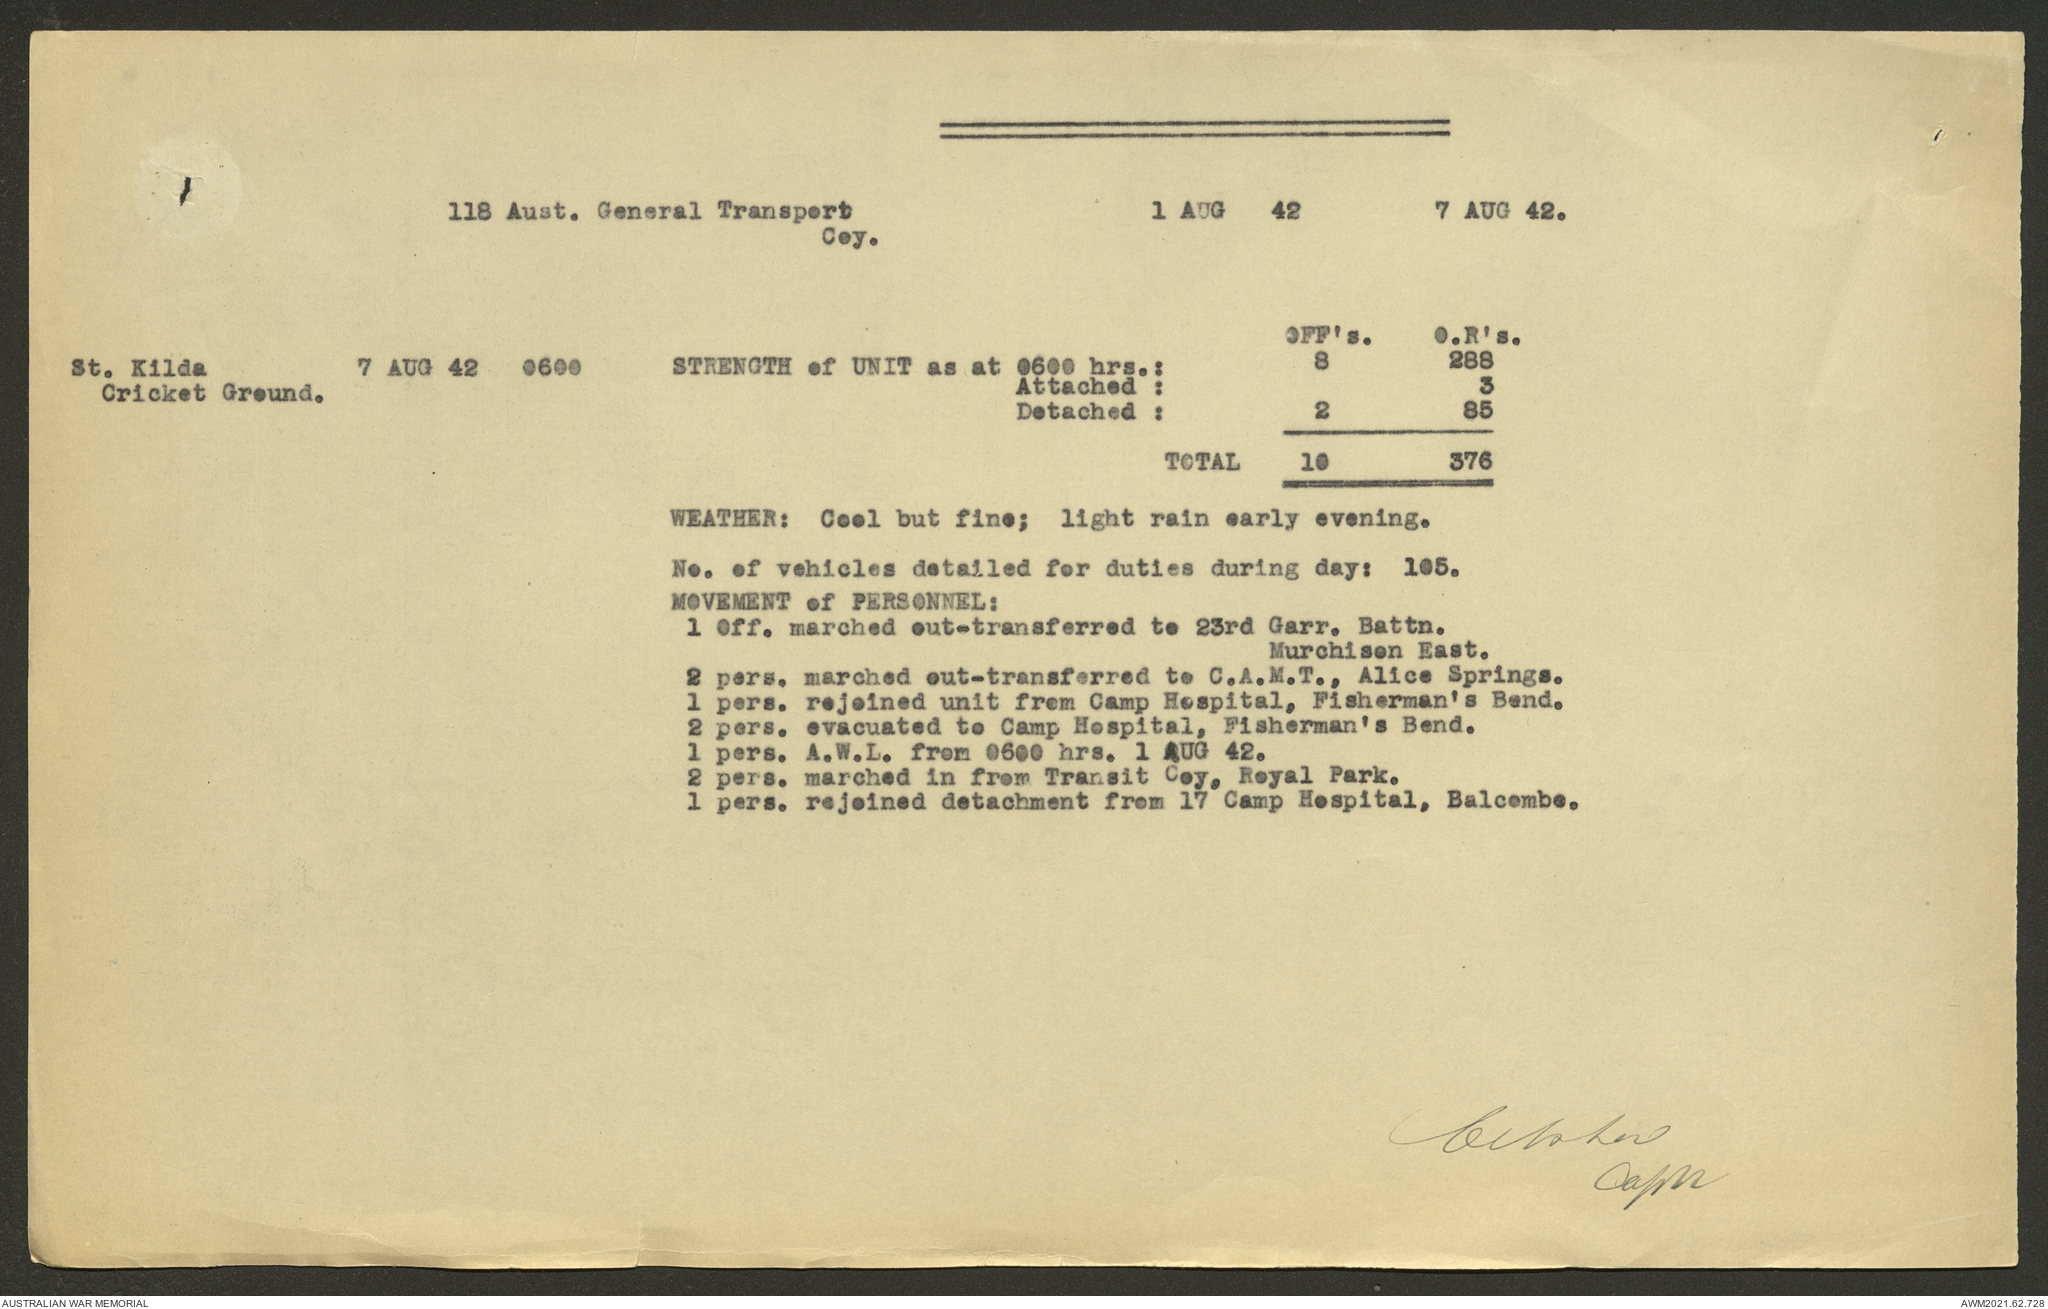 118 Aust. General Transport 1 AUG 42 7 AUG 42.
Coy.
OFF's. O.R's.
St. Kilda 7 AUG 42 0600 STRENGTH of UNIT as at 0600 hrs.: 8 288
Cricket Ground. Attached : 3
Detached : 2 85
TOTAL 10 376
WEATHER: Cool but fine; light rain early evening.
No. of vehicles detailed for duties during day: 105.
MOVEMENT of PERSONNEL:
1 Off. marched out-transferred to 23rd Garr. Battn.
Murchison East.
2 pers. marched out-transferred to C.A.M.T., Alice Springs.
1 pers. rejoined unit from Camp Hospital, Fisherman's Bend.
2 pers. evacuated to Camp Hospital, Fisherman's Bend.
1 pers. A.W.L. from 0600 hrs. 1 AUG 42.
2 pers. marched in from Transit Coy, Royal Park.
1 pers. rejoined detachment from 17 Camp Hospital, Balcombe.
Capt
AUSTRALIAN WAR MEMORIAL AWM2021.62.728